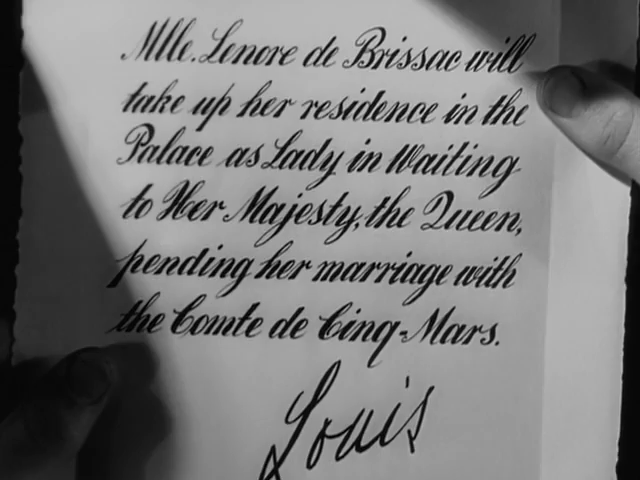 Mlle. Lenore de Brissac will
take up her residence in the
Palace as Lady in Waiting
to Her Majesty, the Queen,
pending her marriage with
the Comte de Cinq-Mars.
Louis